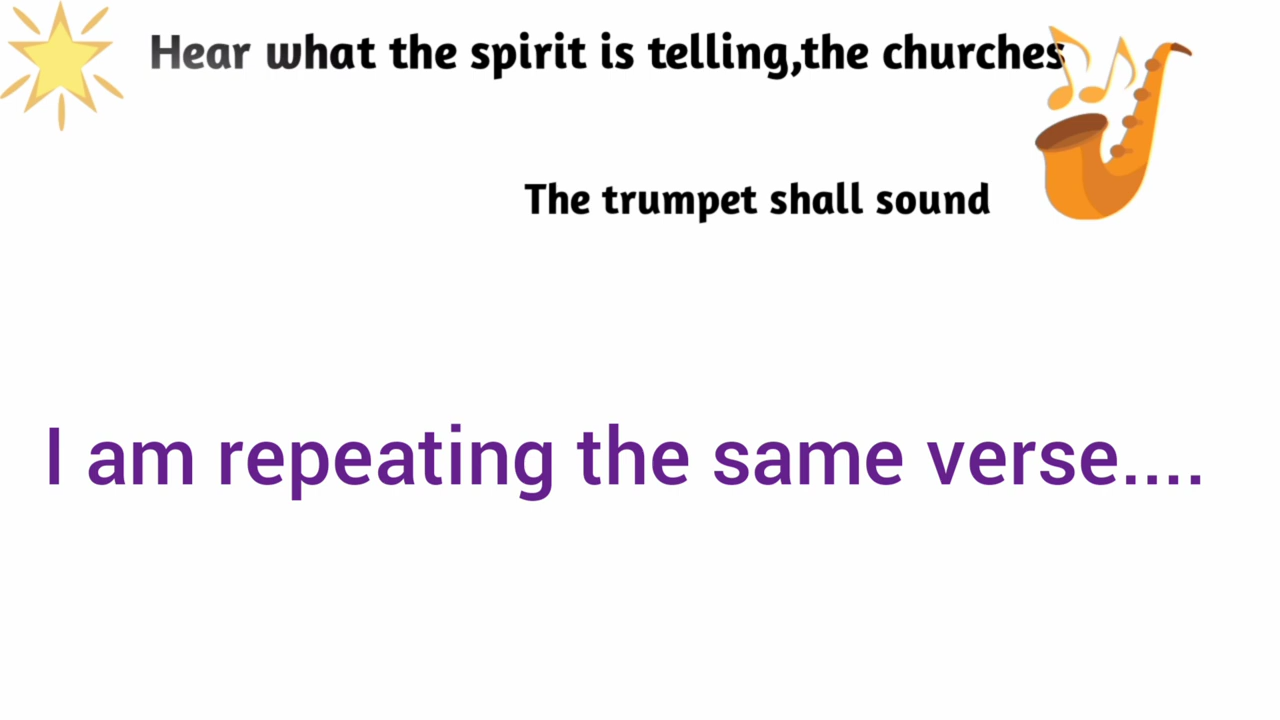 Hear what the spirit is telling,the churches
The trumpet shall sound
I am repeating the same verse....